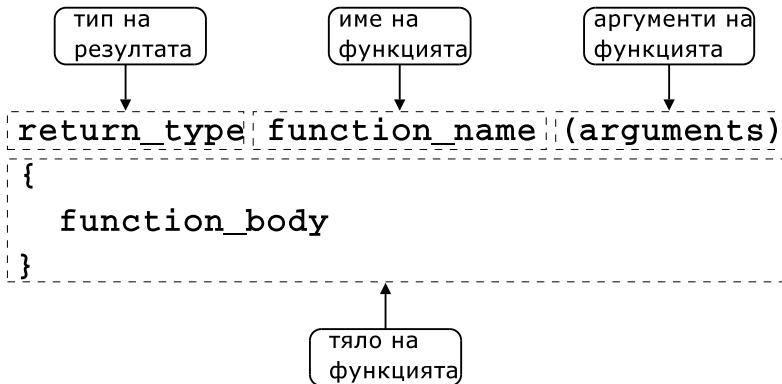 тип на
резултата
име на
функцията
аргументи на
функцията
return_type function_name (arguments)
{
function_body
}
тяло на
функцията